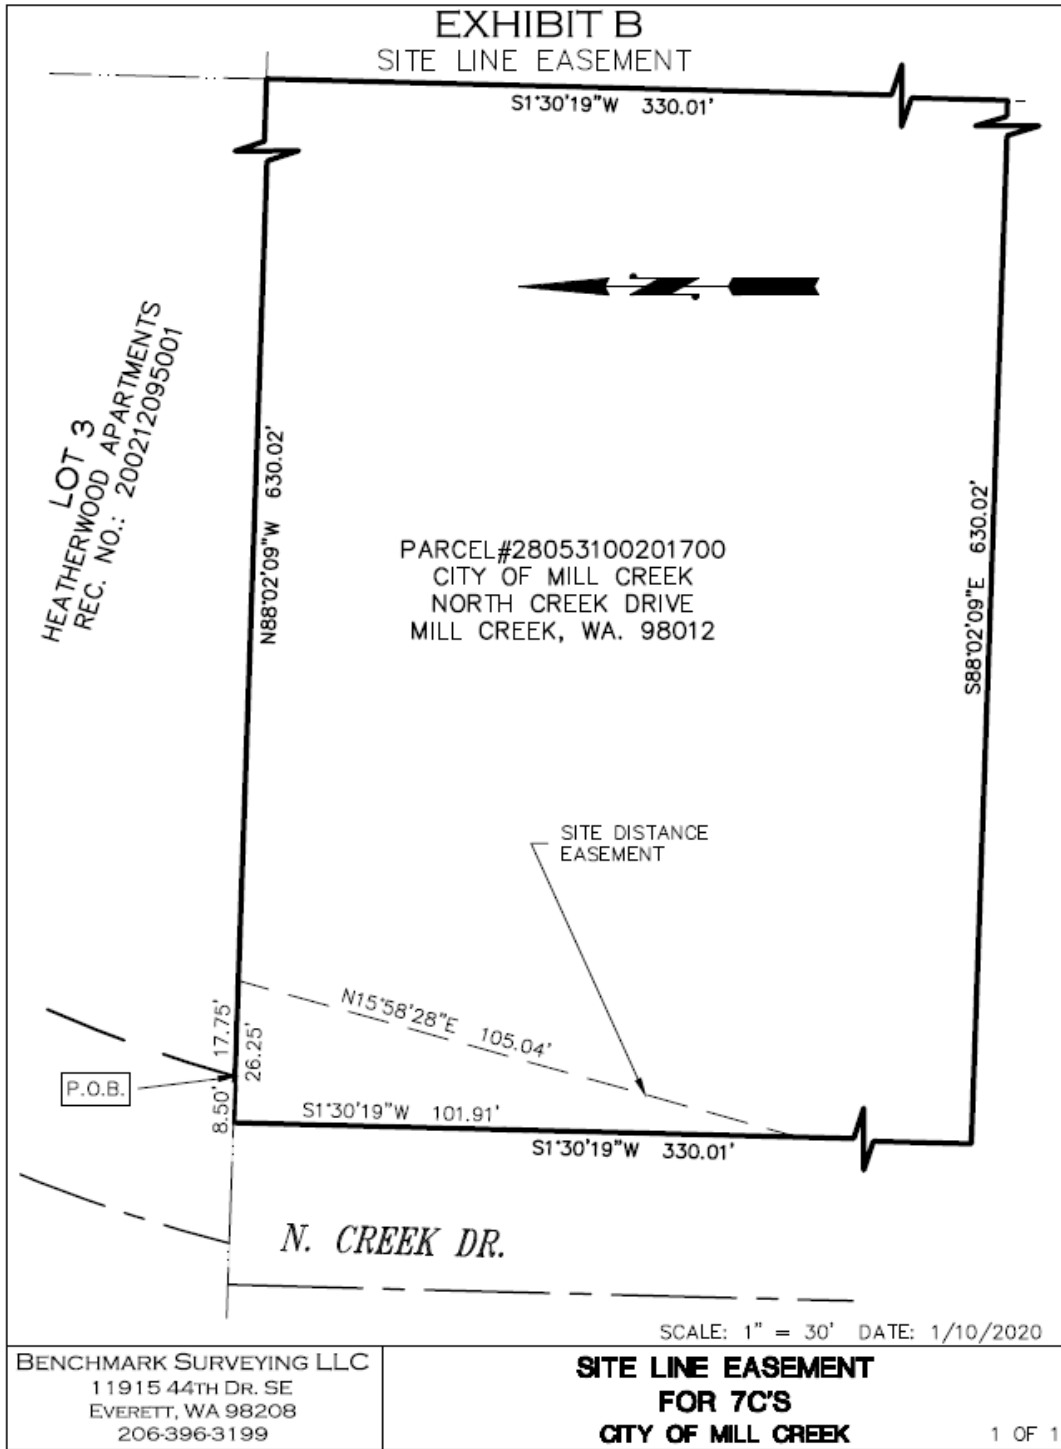 EXHIBIT B
SITE LINE EASEMENT
S1°30'19"W 330.01'
LOT 3
HEATHERWOOD APARTMENTS
REC. NO.: 200212095001
N88°02'09"W 630.02'
PARCEL#28053100201700
CITY OF MILL CREEK
NORTH CREEK DRIVE
MILL CREEK, WA. 98012
S88°02'09"E 630.02'
SITE DISTANCE
EASEMENT
N15°58'28"E 105.04'
17.75'
26.25'
P.O.B.
8.50'
S1°30'19"W 101.91'
S1°30'19"W 330.01'
N. CREEK DR.
SCALE: 1" = 30' DATE: 1/10/2020
BENCHMARK SURVEYING LLC
11915 44TH DR. SE
EVERETT, WA 98208
206-396-3199
SITE LINE EASEMENT
FOR 7C'S
CITY OF MILL CREEK
1 OF 1